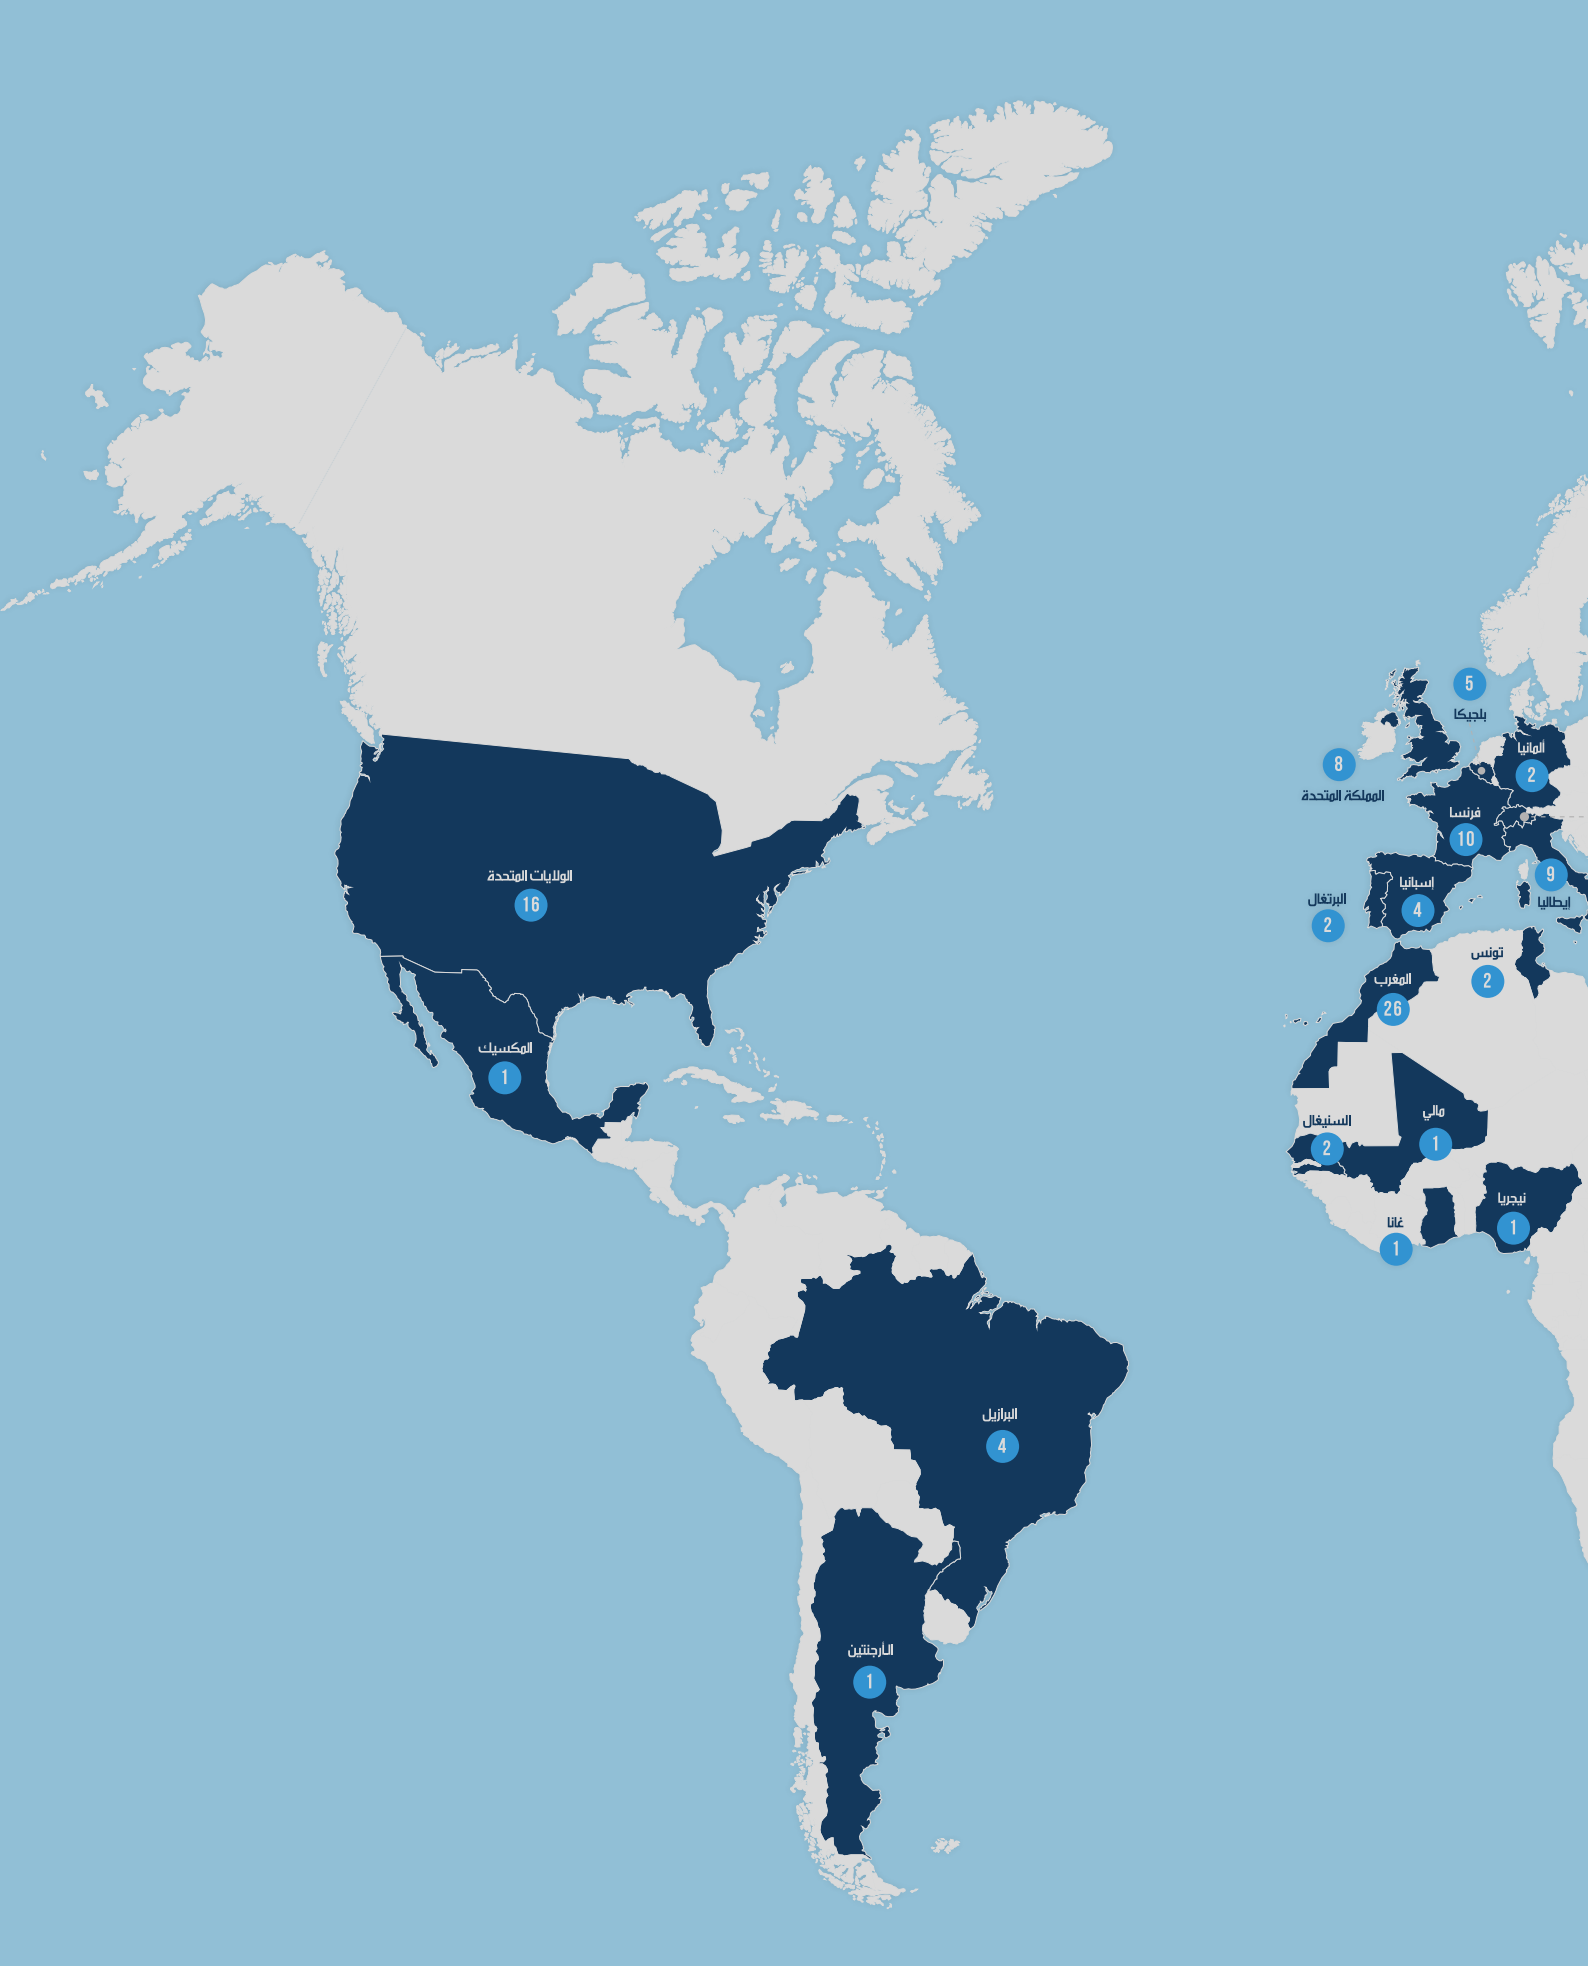 5
بلجيكا
ألمانيا
2
8
المملكة المتحدة
فرنسا
10
الولايات المتحدة
16
9
إيطاليا
إسبانيا
4
البرتغال
2
تونس
2
المغرب
26
المكسيك
1
مالي
1
السنيغال
2
نيجريا
1
غانا
1
البرازيل
4
الأرجنتين
1